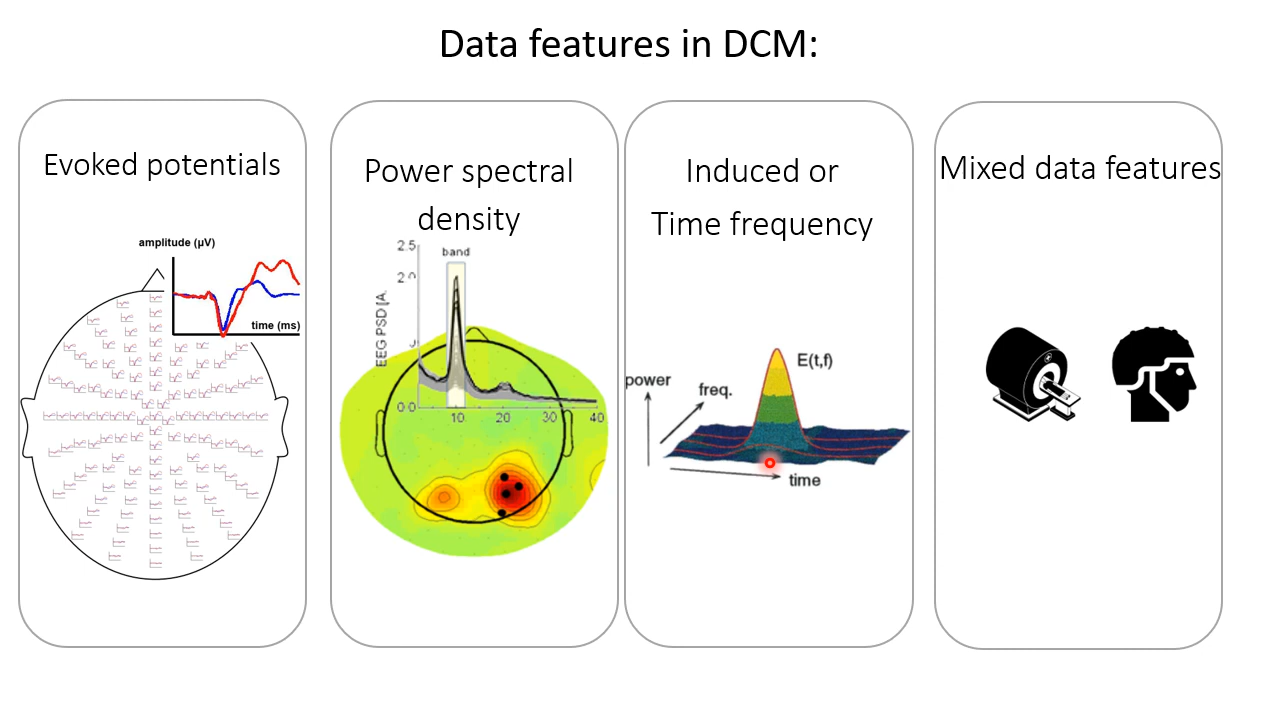 Data features in DCM:
Evoked potentials
amplitude (µV)
time (ms)
Power spectral
density
2.5
band
2.0
EEG PSD [A.
0.0
10
20
30
40
Induced or
Time frequency
E(t,f)
power
freq.
time
Mixed data features